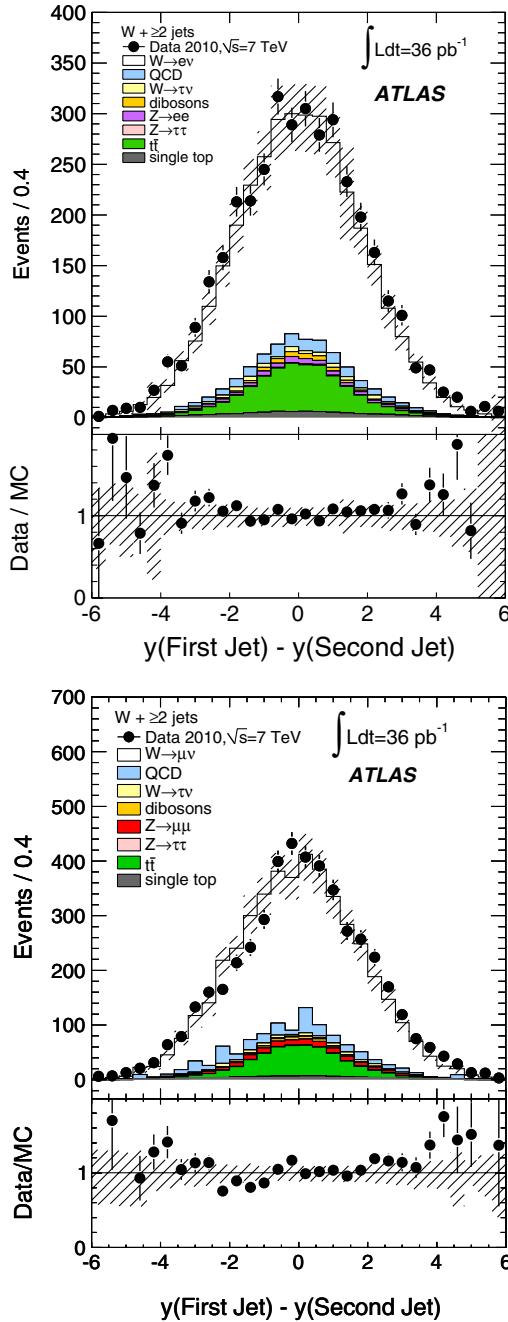 400
350
300
250
200
150
100
50
0
Events / 0.4
W + ≥2 jets
Data 2010,√s=7 TeV
W→eν
QCD
W→τν
dibosons
Z→ee
Z→ττ
tt̄
single top
∫Ldt=36 pb⁻¹
ATLAS
Data / MC
1
0
-6 -4 -2 0 2 4 6
y(First Jet) - y(Second Jet)
700
600
500
400
300
200
100
0
Events / 0.4
W + ≥2 jets
Data 2010,√s=7 TeV
W→μν
QCD
W→τν
dibosons
Z→μμ
Z→ττ
tt̄
single top
∫Ldt=36 pb⁻¹
ATLAS
Data/MC
1
0
-6 -4 -2 0 2 4 6
y(First Jet) - y(Second Jet)